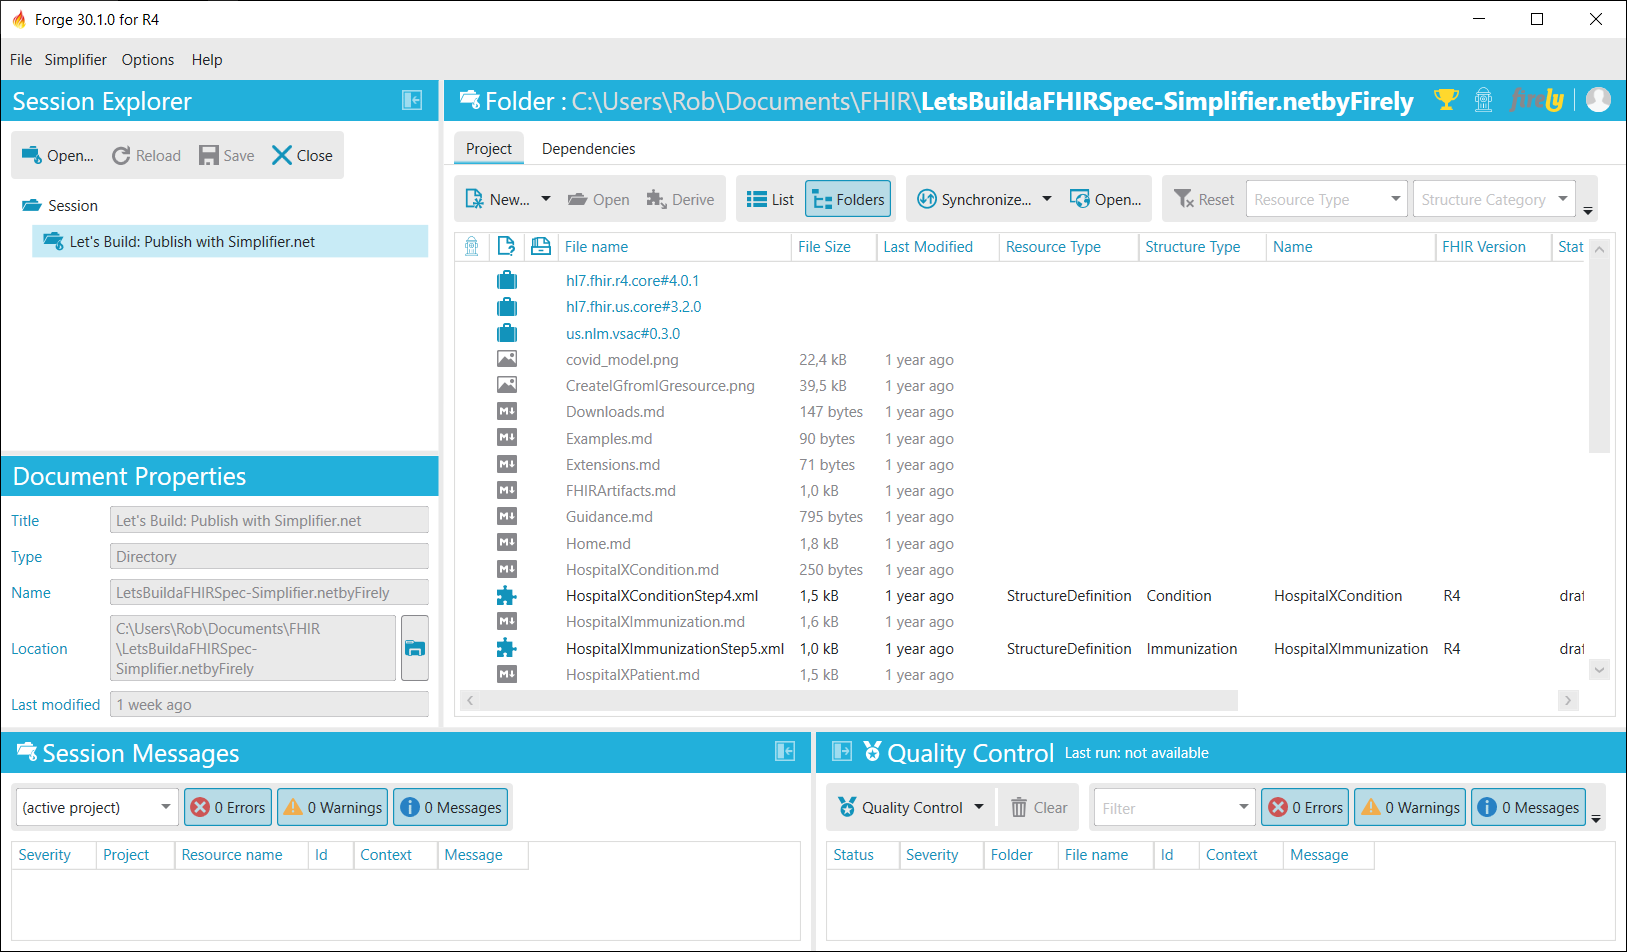 Forge 30.1.0 for R4
File Simplifier Options Help
Session Explorer
Open... Reload Save Close
Session
Let's Build: Publish with Simplifier.net
Document Properties
Title Let's Build: Publish with Simplifier.net
Type Directory
Name LetsBuildaFHIRSpec-Simplifier.netbyFirely
Location C:\Users\Rob\Documents\FHIR
\LetsBuildaFHIRSpec-
Simplifier.netbyFirely
Last modified 1 week ago
Folder : C:\Users\Rob\Documents\FHIR\LetsBuildaFHIRSpec-Simplifier.netbyFirely firely
Project Dependencies
New... Open Derive List Folders Synchronize... Open... Reset Resource Type Structure Category
File name File Size Last Modified Resource Type Structure Type Name FHIR Version Stat
hl7.fhir.r4.core#4.0.1
hl7.fhir.us.core#3.2.0
us.nlm.vsac#0.3.0
covid_model.png 22,4 kB 1 year ago
CreateIGfromIGresource.png 39,5 kB 1 year ago
M↓ Downloads.md 147 bytes 1 year ago
M↓ Examples.md 90 bytes 1 year ago
M↓ Extensions.md 71 bytes 1 year ago
M↓ FHIRArtifacts.md 1,0 kB 1 year ago
M↓ Guidance.md 795 bytes 1 year ago
M↓ Home.md 1,8 kB 1 year ago
M↓ HospitalXCondition.md 250 bytes 1 year ago
HospitalXConditionStep4.xml 1,5 kB 1 year ago StructureDefinition Condition HospitalXCondition R4 draf
M↓ HospitalXImmunization.md 1,6 kB 1 year ago
HospitalXImmunizationStep5.xml 1,0 kB 1 year ago StructureDefinition Immunization HospitalXImmunization R4 draf
M↓ HospitalXPatient.md 1,5 kB 1 year ago
Session Messages
(active project) 0 Errors 0 Warnings 0 Messages
Severity Project Resource name Id Context Message
Quality Control Last run: not available
Quality Control Clear Filter 0 Errors 0 Warnings 0 Messages
Status Severity Folder File name Id Context Message